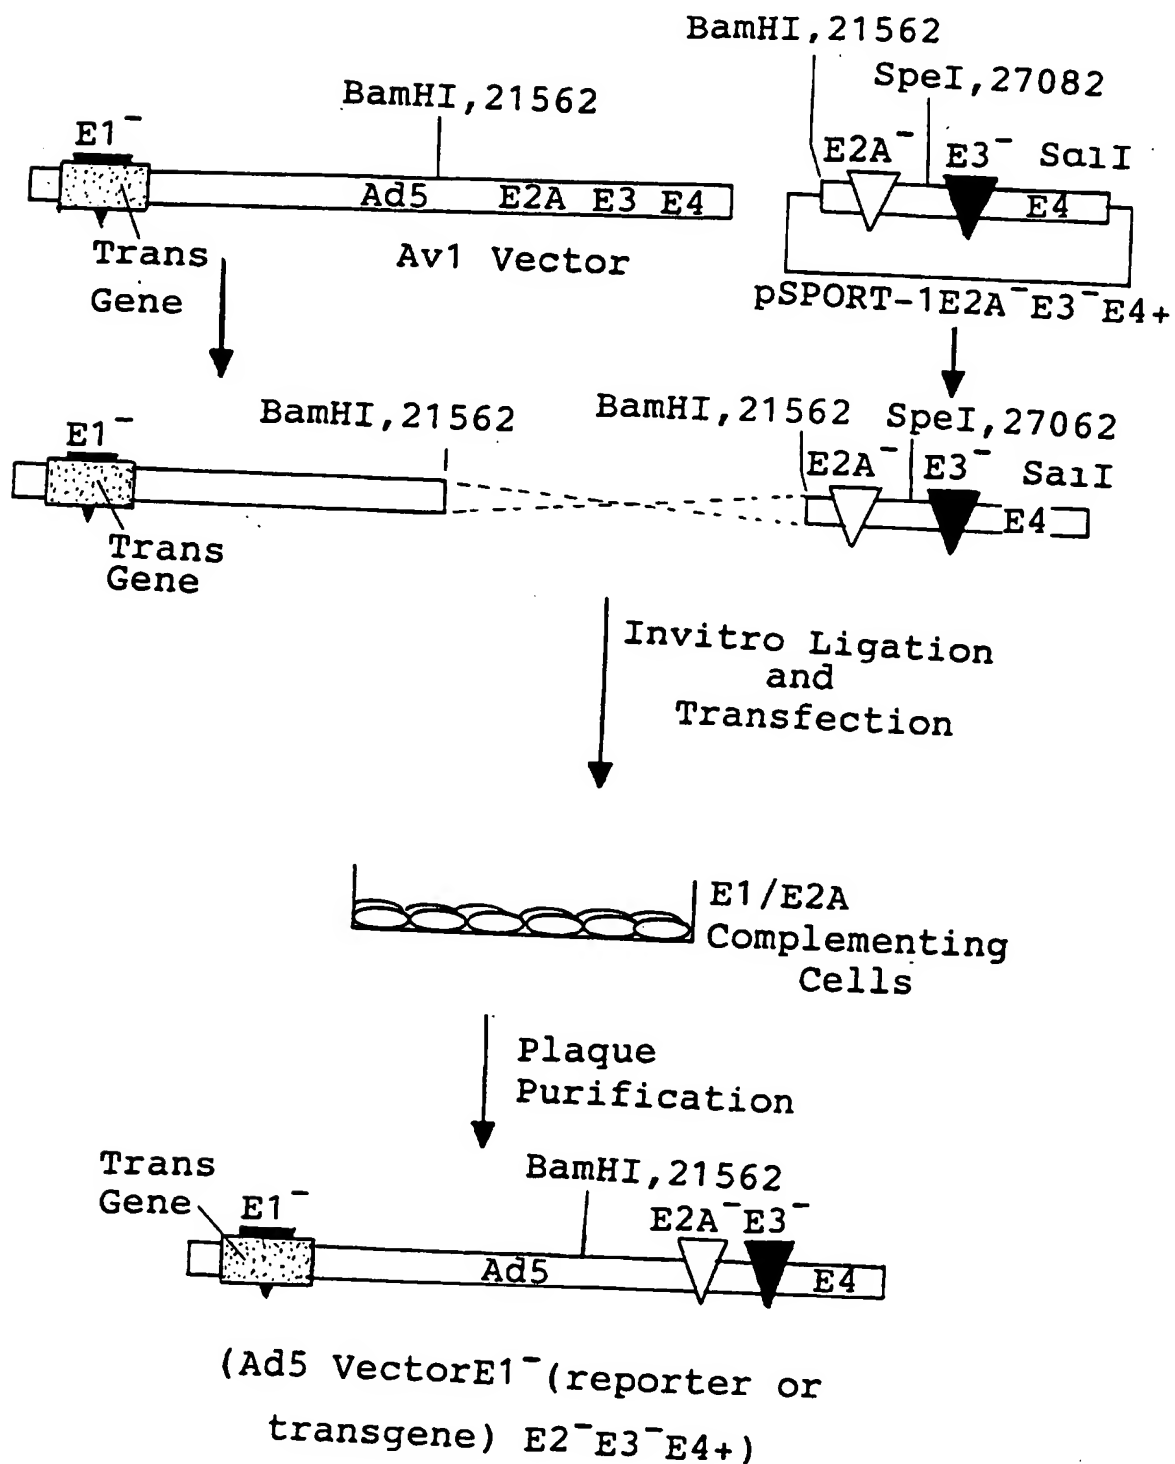 BamHI,21562
SpeI,27082
BamHI,21562
E1⁻
E2A⁻ E3⁻ SalI
Ad5 E2A E3 E4
E4
Trans
Gene
Av1 Vector
pSPORT-1E2A⁻E3⁻E4+
BamHI,21562
BamHI,21562
SpeI,27062
E1⁻
E2A⁻ E3⁻ SalI
E4
Trans
Gene
Invitro Ligation
and
Transfection
E1/E2A
Complementing
Cells
Plaque
Purification
Trans
Gene
E1⁻
BamHI,21562
E2A⁻E3⁻
Ad5
E4
(Ad5 VectorE1⁻(reporter or
transgene) E2⁻E3⁻E4+)